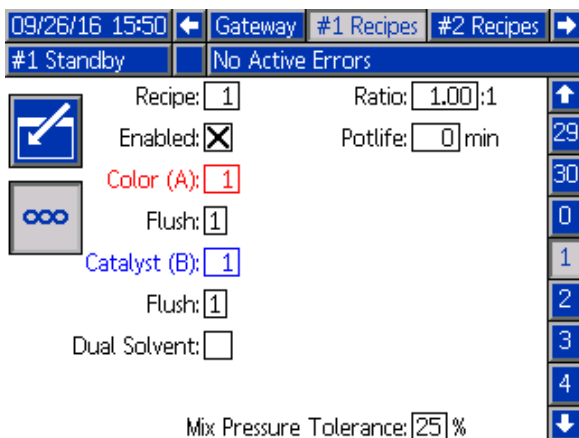 09/26/16 15:50 Gateway #1 Recipes #2 Recipes
#1 Standby No Active Errors
Recipe: 1 Ratio: 1.00 :1
Enabled: Potlife: 0 min
Color (A): 1
Flush: 1
Catalyst (B): 1
Flush: 1
Dual Solvent:
Mix Pressure Tolerance: 25 %
29
30
0
1
2
3
4